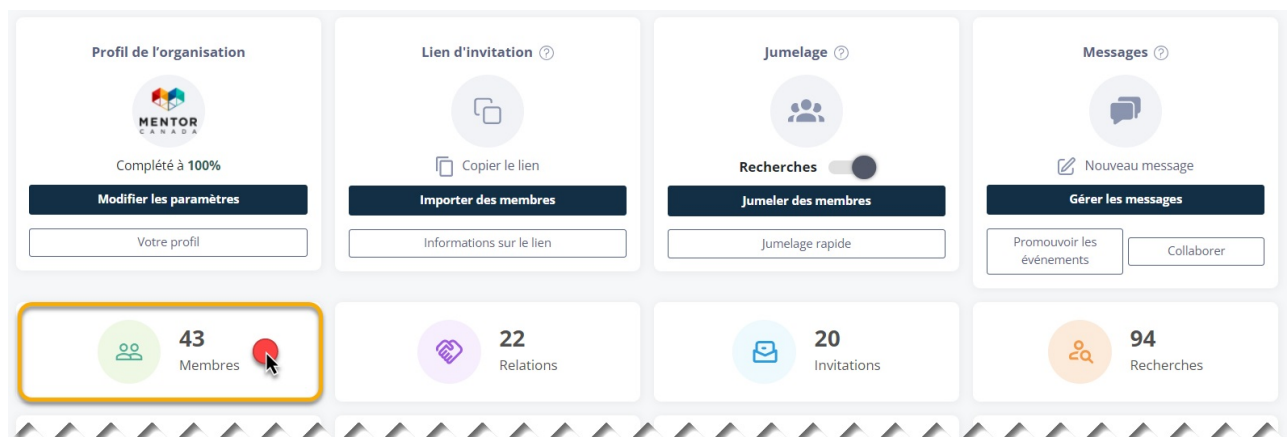 Profil de l'organisation
MENTOR
CANADA
Complété à 100%
Modifier les paramètres
Votre profil
Lien d'invitation ?
Copier le lien
Importer des membres
Informations sur le lien
Jumelage ?
Recherches
Jumeler des membres
Jumelage rapide
Messages ?
Nouveau message
Gérer les messages
Promouvoir les
événements
Collaborer
43
Membres
22
Relations
20
Invitations
94
Recherches